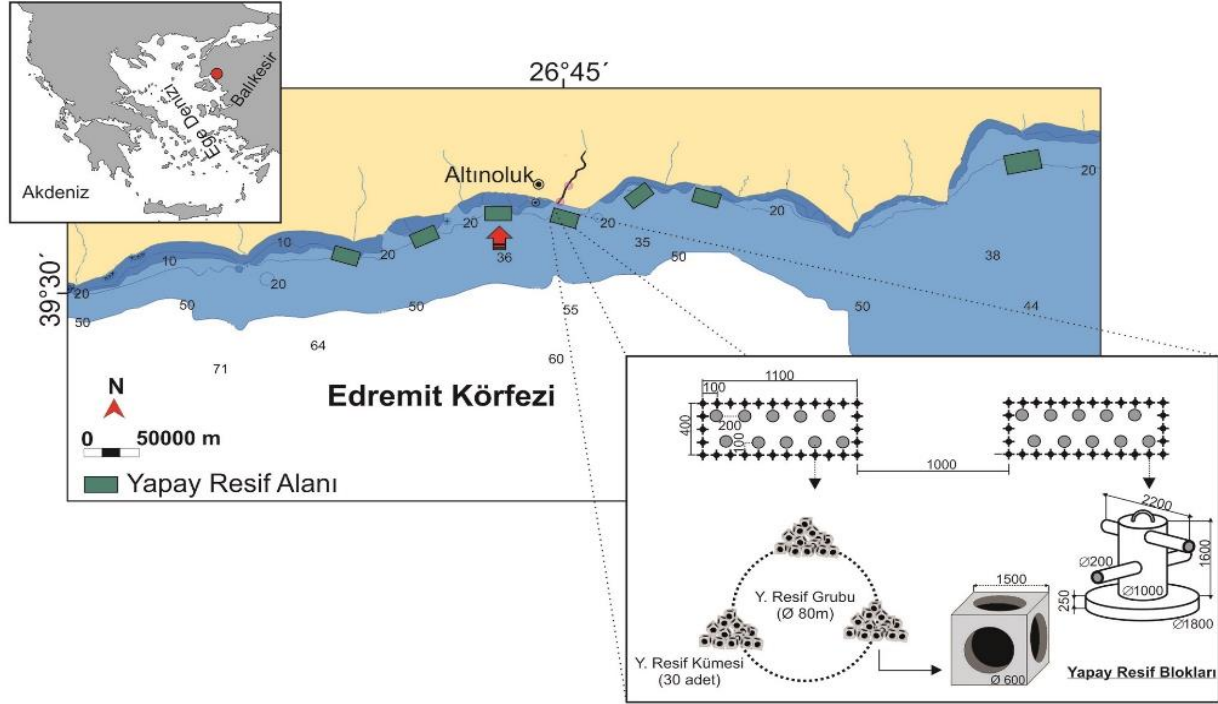 Akdeniz
Ege Denizi
Balıkesir
26°45´
39°30´
Altınoluk
10
10
20
20
20
20
20
20
20
35
36
38
44
50
50
50
50
50
55
60
64
71
Edremit Körfezi
N
0 50000 m
Yapay Resif Alanı
1100
100
400
200
100
1000
Y. Resif Grubu
(Ø 80m)
Y. Resif Kümesi
(30 adet)
1500
Ø 600
2200
1600
Ø200
Ø1000
250
Ø1800
Yapay Resif Blokları